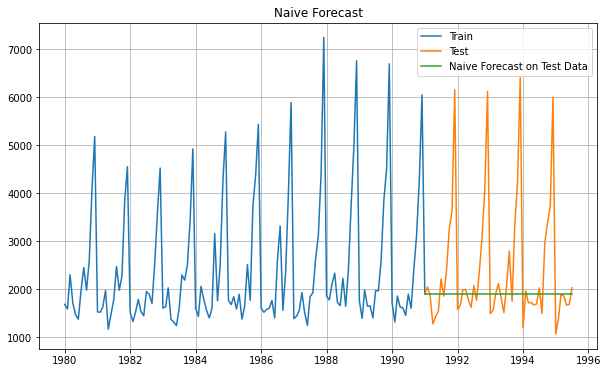 Naive Forecast
Train
Test
Naive Forecast on Test Data
7000
6000
5000
4000
3000
2000
1000
1980 1982 1984 1986 1988 1990 1992 1994 1996